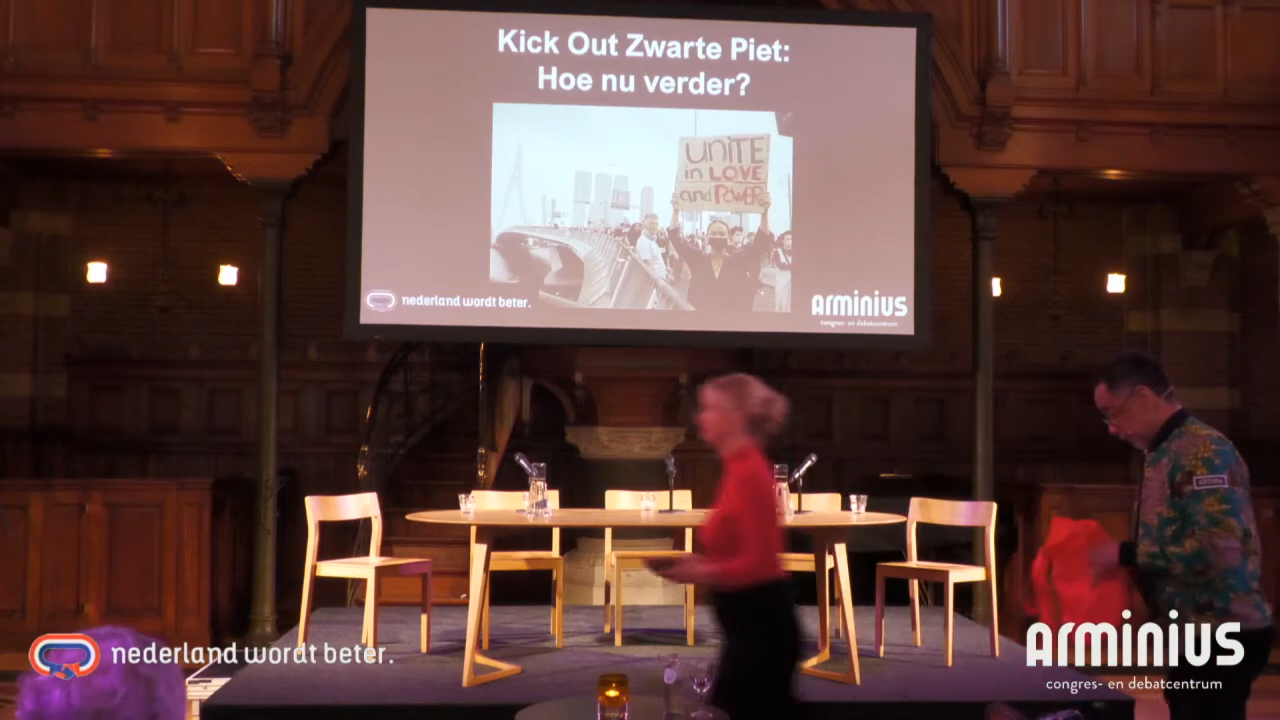 Kick Out Zwarte Piet:
Hoe nu verder?
UNITE
in LOVE
and POWER
nederland wordt beter.
arminius
congres- en debatcentrum
nederland wordt beter.
arminius
congres- en debatcentrum